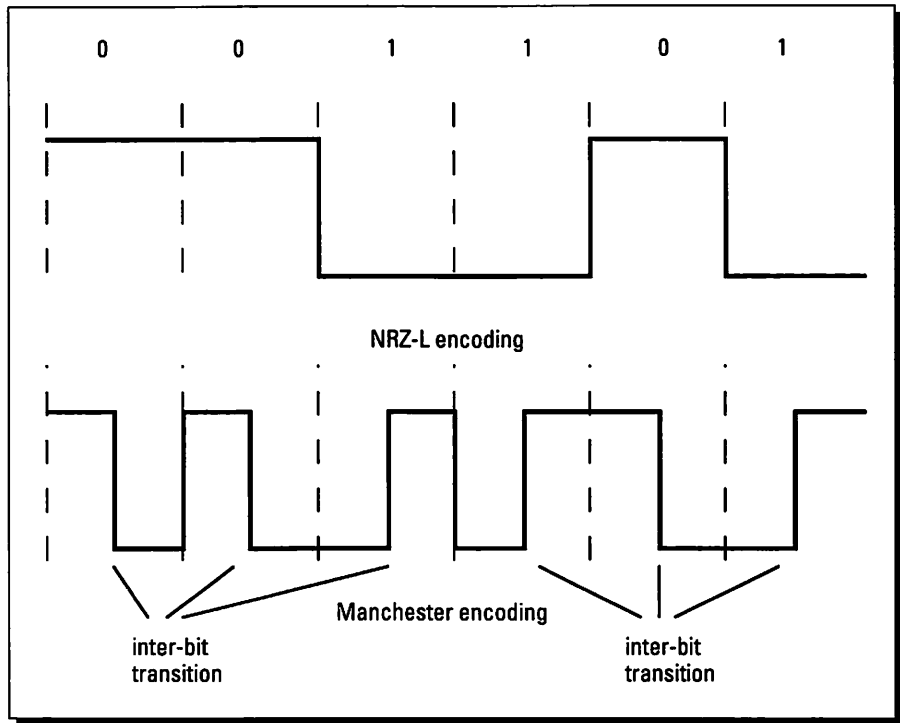 0 0 1 1 0 1
NRZ-L encoding
Manchester encoding
inter-bit
transition
inter-bit
transition